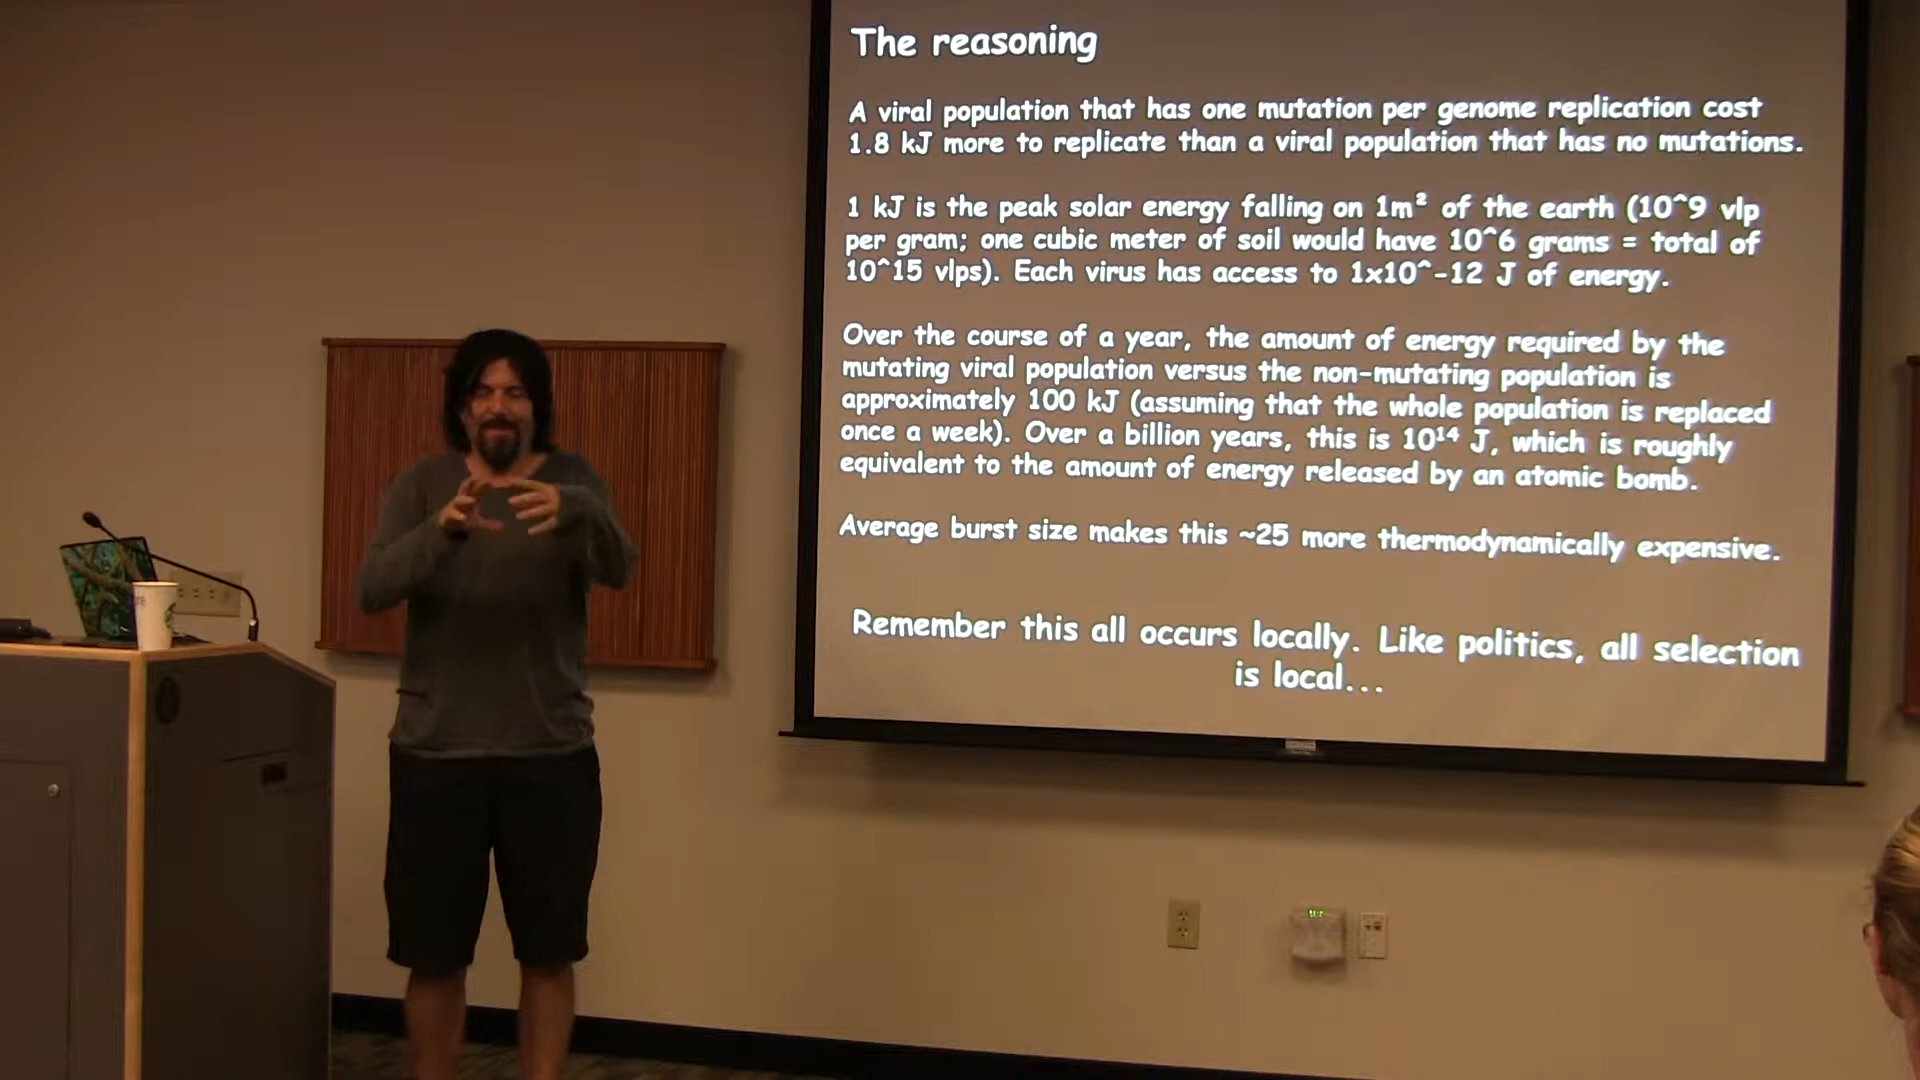 The reasoning
A viral population that has one mutation per genome replication cost
1.8 kJ more to replicate than a viral population that has no mutations.
1 kJ is the peak solar energy falling on 1m² of the earth (10^9 vlp
per gram; one cubic meter of soil would have 10^6 grams = total of
10^15 vlps). Each virus has access to 1x10^-12 J of energy.
Over the course of a year, the amount of energy required by the
mutating viral population versus the non-mutating population is
approximately 100 kJ (assuming that the whole population is replaced
once a week). Over a billion years, this is 10¹⁴ J, which is roughly
equivalent to the amount of energy released by an atomic bomb.
Average burst size makes this ~25 more thermodynamically expensive.
Remember this all occurs locally. Like politics, all selection
is local...